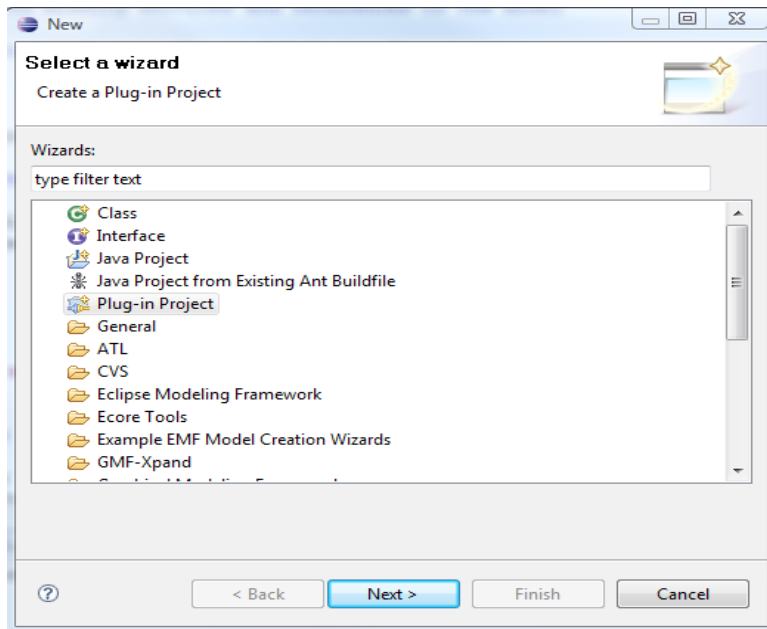 New
Select a wizard
Create a Plug-in Project
Wizards:
type filter text
Class
Interface
Java Project
Java Project from Existing Ant Buildfile
Plug-in Project
General
ATL
CVS
Eclipse Modeling Framework
Ecore Tools
Example EMF Model Creation Wizards
GMF-Xpand
< Back Next > Finish Cancel